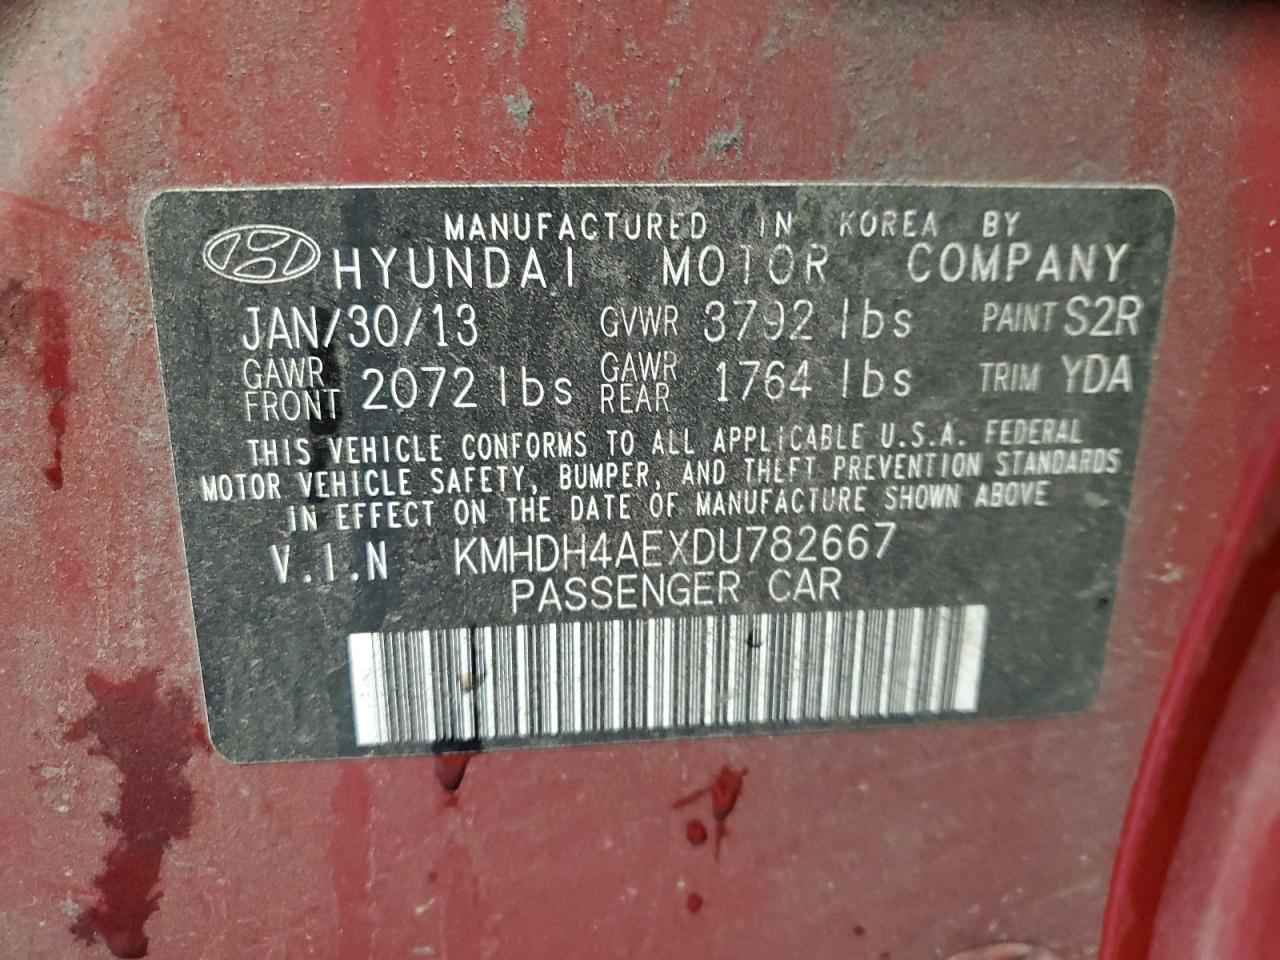 MANUFACTURED IN KOREA BY
HYUNDAI MOTOR COMPANY
JAN/30/13 GVWR 3792 lbs PAINT S2R
GAWR FRONT 2072 lbs GAWR REAR 1764 lbs TRIM YDA
THIS VEHICLE CONFORMS TO ALL APPLICABLE U.S.A. FEDERAL
MOTOR VEHICLE SAFETY, BUMPER, AND THEFT PREVENTION STANDARDS
IN EFFECT ON THE DATE OF MANUFACTURE SHOWN ABOVE
V.I.N KMHDH4AEXDU782667
PASSENGER CAR